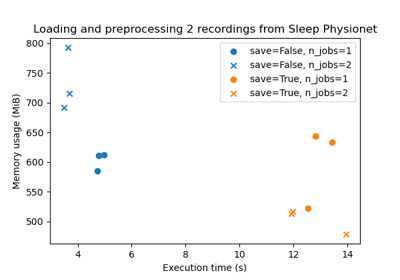 Loading and preprocessing 2 recordings from Sleep Physionet
save=False, n_jobs=1
save=False, n_jobs=2
save=True, n_jobs=1
save=True, n_jobs=2
Memory usage (MiB)
800
750
700
650
600
550
500
4 6 8 10 12 14
Execution time (s)